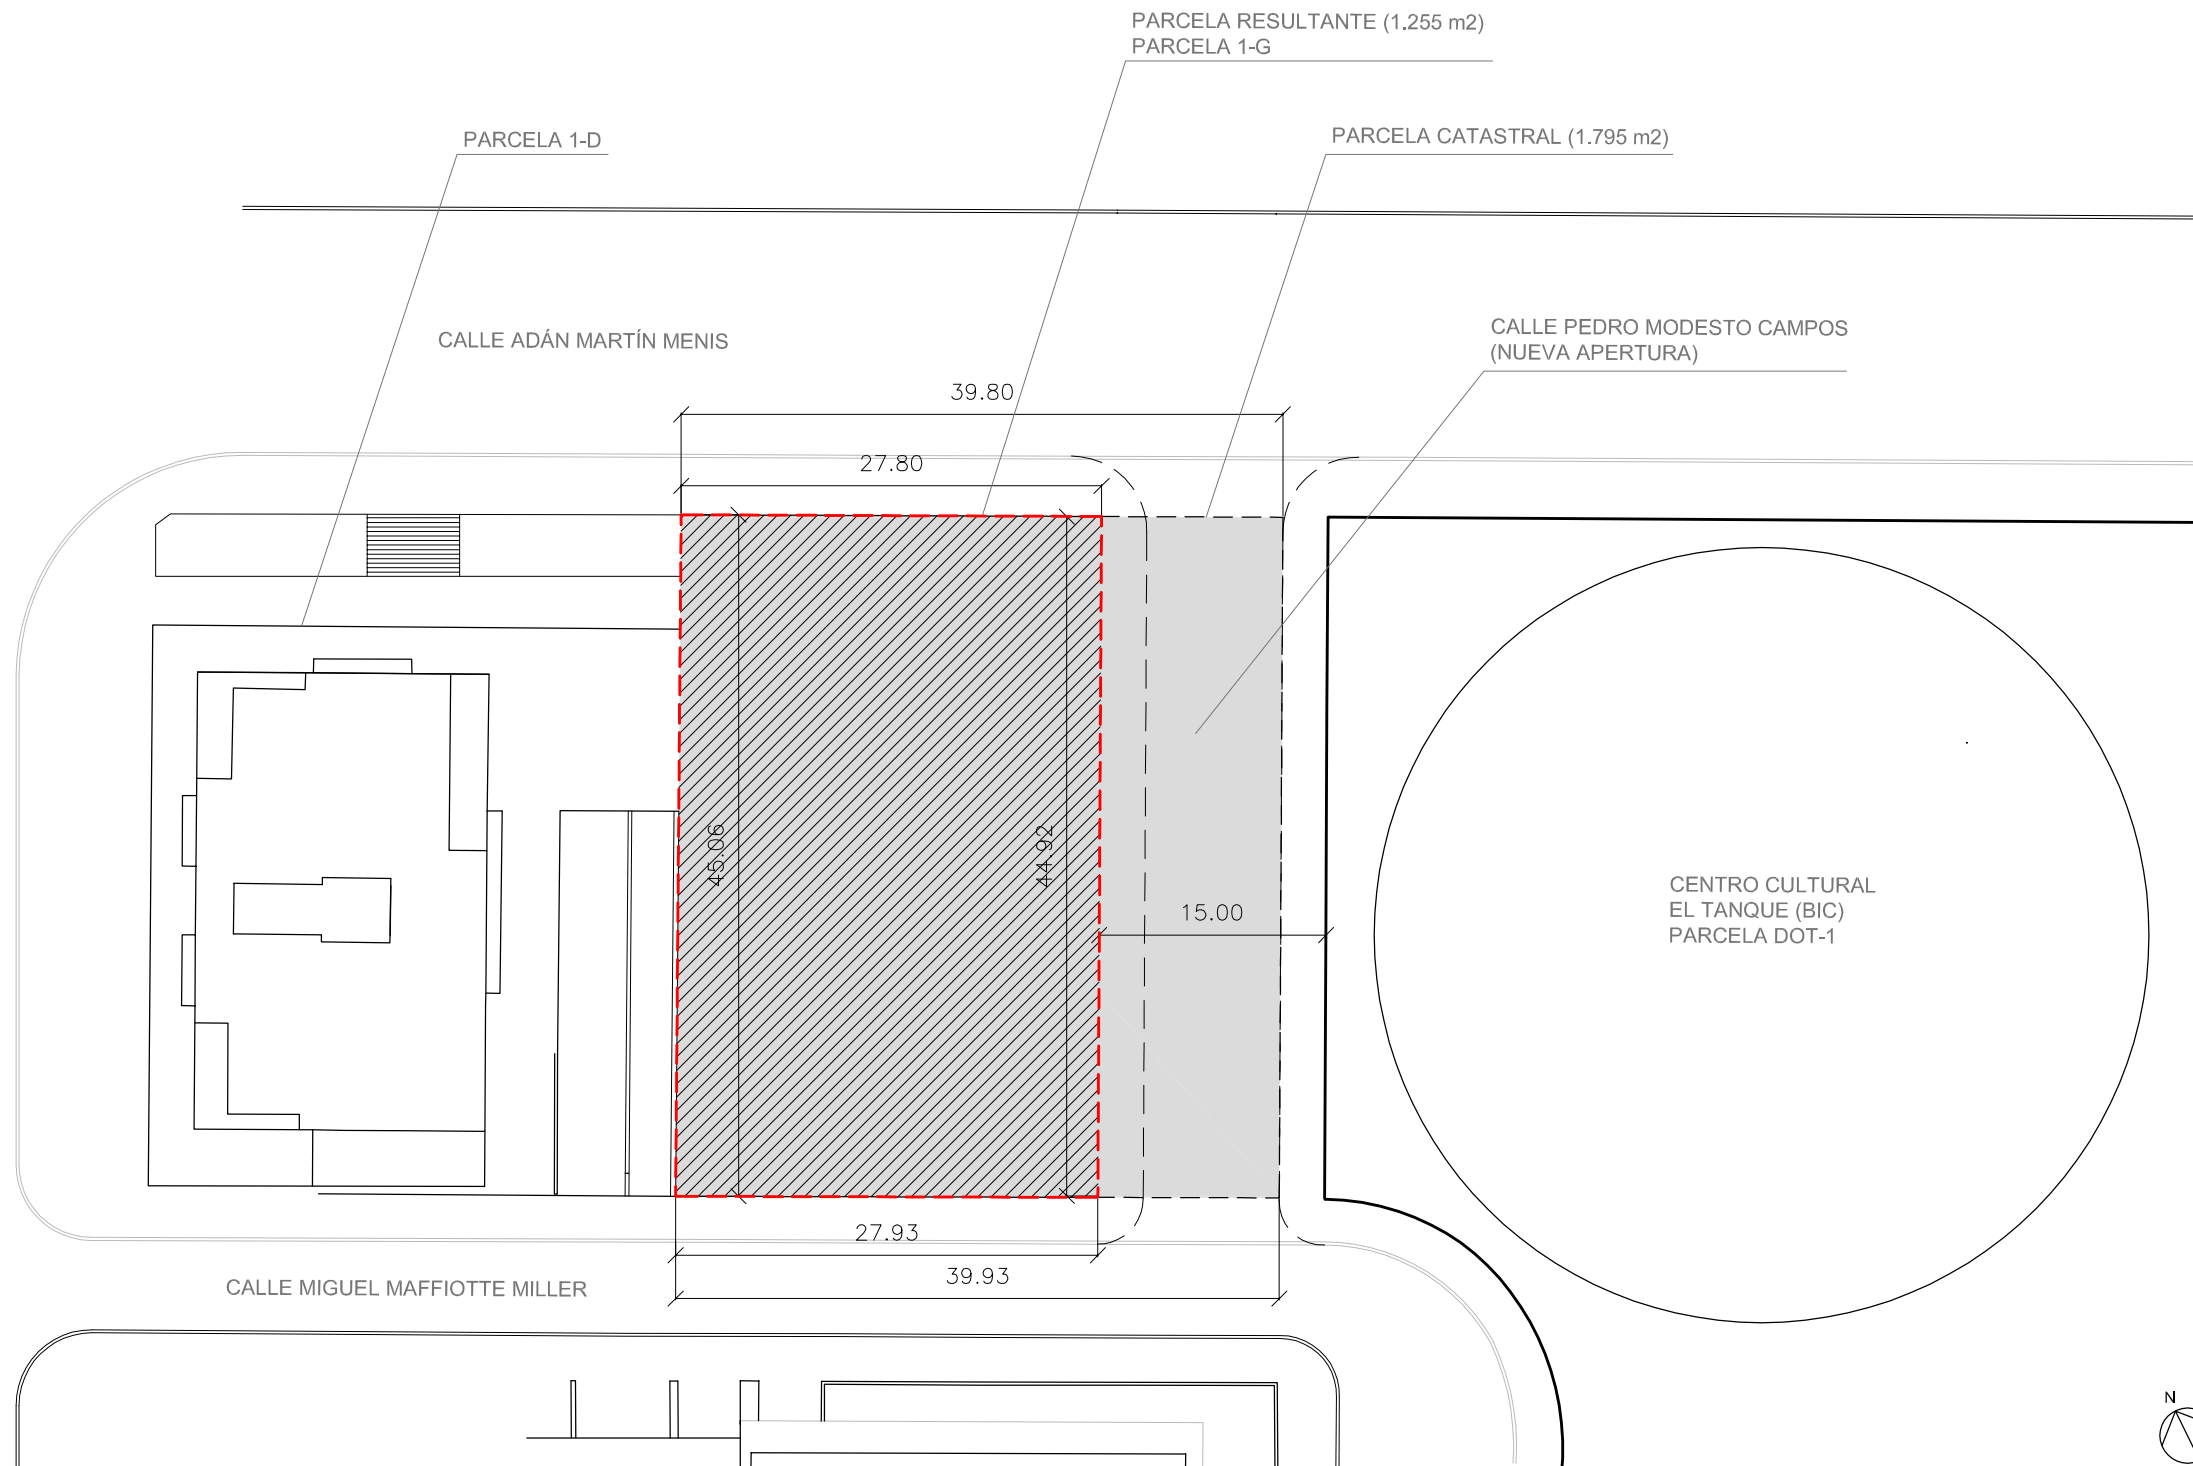 PARCELA RESULTANTE (1.255 m2)
PARCELA 1-G
PARCELA 1-D
PARCELA CATASTRAL (1.795 m2)
CALLE ADÁN MARTÍN MENIS
CALLE PEDRO MODESTO CAMPOS
(NUEVA APERTURA)
39.80
27.80
45.06
44.92
15.00
CENTRO CULTURAL
EL TANQUE (BIC)
PARCELA DOT-1
27.93
39.93
CALLE MIGUEL MAFFIOTTE MILLER
N